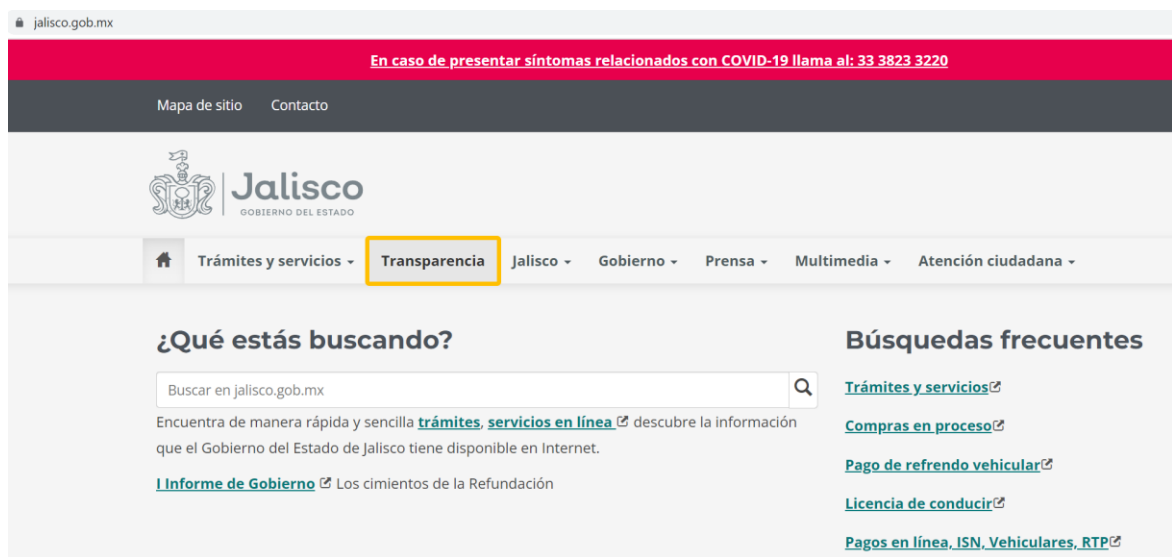 jalisco.gob.mx
En caso de presentar síntomas relacionados con COVID-19 llama al: 33 3823 3220
Mapa de sitio Contacto
Jalisco
GOBIERNO DEL ESTADO
Trámites y servicios Transparencia Jalisco Gobierno Prensa Multimedia Atención ciudadana
¿Qué estás buscando?
Buscar en jalisco.gob.mx
Encuentra de manera rápida y sencilla trámites, servicios en línea descubre la información
que el Gobierno del Estado de Jalisco tiene disponible en Internet.
I Informe de Gobierno Los cimientos de la Refundación
Búsquedas frecuentes
Trámites y servicios
Compras en proceso
Pago de refrendo vehicular
Licencia de conducir
Pagos en línea, ISN, Vehiculares, RTP